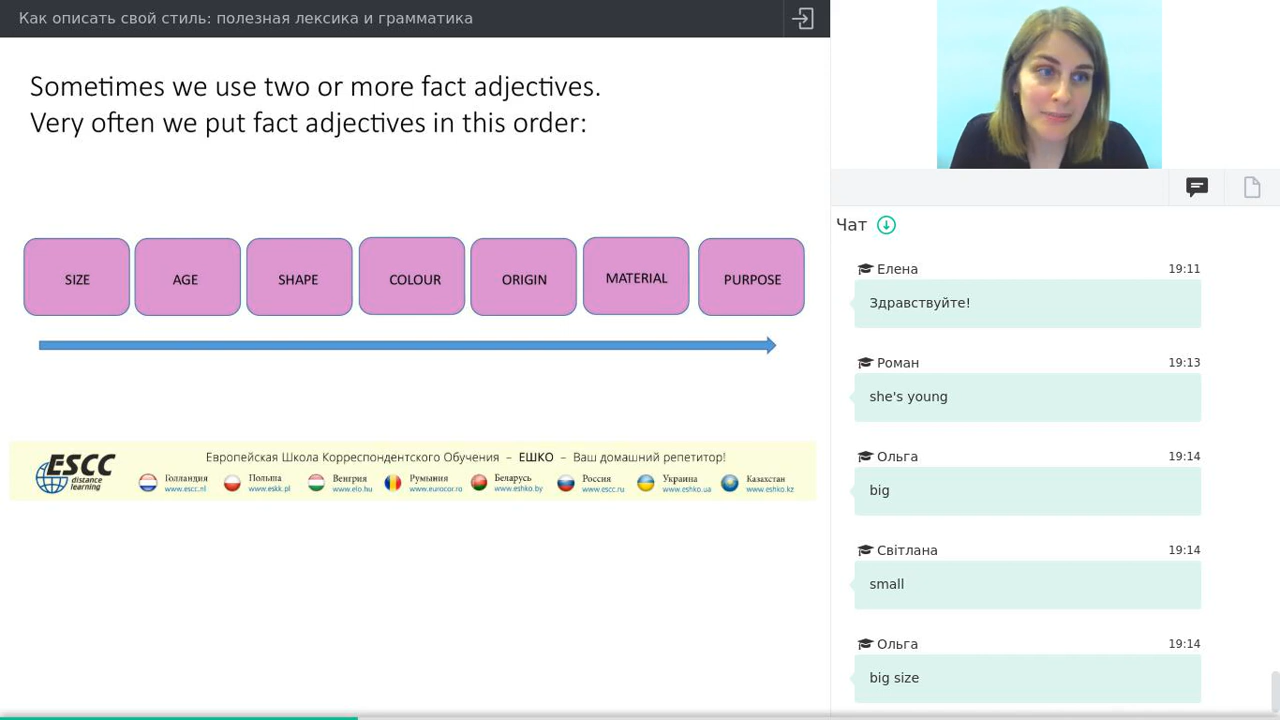 Как описать свой стиль: полезная лексика и грамматика
Sometimes we use two or more fact adjectives.
Very often we put fact adjectives in this order:
SIZE
AGE
SHAPE
COLOUR
ORIGIN
MATERIAL
PURPOSE
ESCC
distance
learning
Европейская Школа Корреспондентского Обучения – ЕШКО – Ваш домашний репетитор!
Голландия
www.escc.nl
Польша
www.eskk.pl
Венгрия
www.elo.hu
Румыния
www.eurocor.ro
Беларусь
www.eshko.by
Россия
www.escc.ru
Украина
www.eshko.ua
Казахстан
www.eshko.kz
Чат
Елена 19:11
Здравствуйте!
Роман 19:13
she's young
Ольга 19:14
big
Світлана 19:14
small
Ольга 19:14
big size